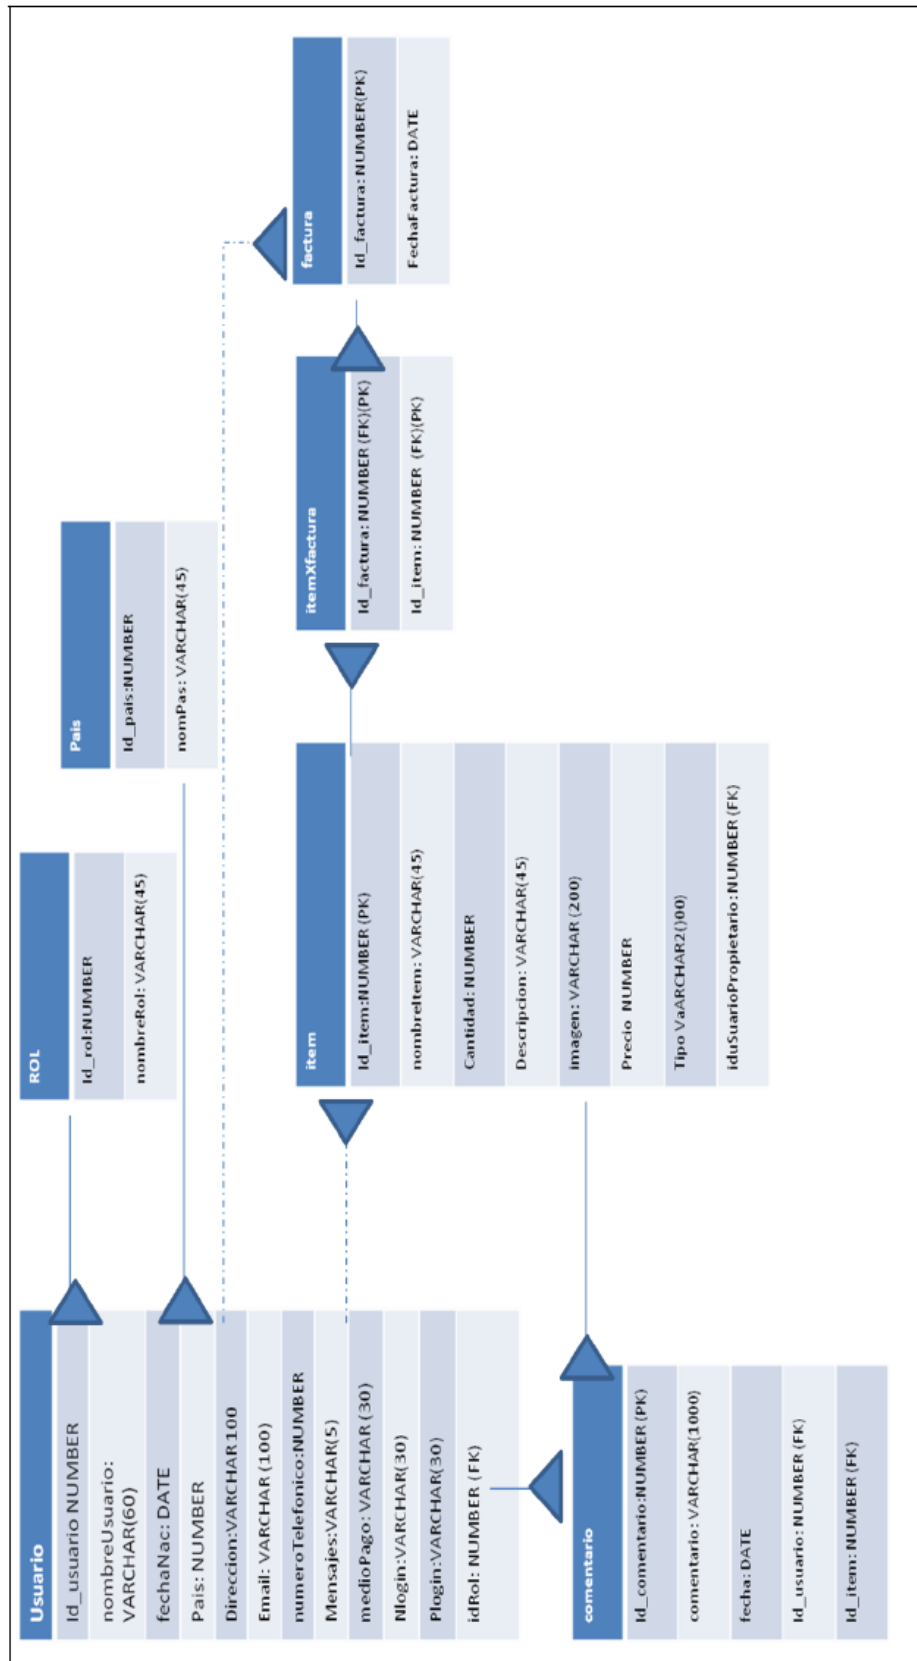 Usuario
Id_usuario NUMBER
nombreUsuario:
VARCHAR(60)
fechaNac: DATE
Pais: NUMBER
Direccion:VARCHAR 100
Email: VARCHAR (100)
numeroTelefonico:NUMBER
Mensajes:VARCHAR(5)
medioPago: VARCHAR (30)
Nlogin:VARCHAR(30)
Plogin:VARCHAR(30)
idRol: NUMBER (FK)
ROL
Id_rol:NUMBER
nombreRol: VARCHAR(45)
Pais
Id_pais:NUMBER
nomPas: VARCHAR(45)
comentario
Id_comentario:NUMBER (PK)
comentario: VARCHAR(1000)
fecha: DATE
Id_usuario: NUMBER (FK)
Id_item: NUMBER (FK)
item
Id_item:NUMBER (PK)
nombreItem: VARCHAR(45)
Cantidad: NUMBER
Descripcion: VARCHAR(45)
imagen: VARCHAR (200)
Precio NUMBER
Tipo VaARCHAR2()00)
iduSuarioPropietario:NUMBER (FK)
itemXfactura
Id_factura: NUMBER (FK)(PK)
Id_item: NUMBER (FK)(PK)
factura
Id_factura: NUMBER(PK)
FechaFactura: DATE